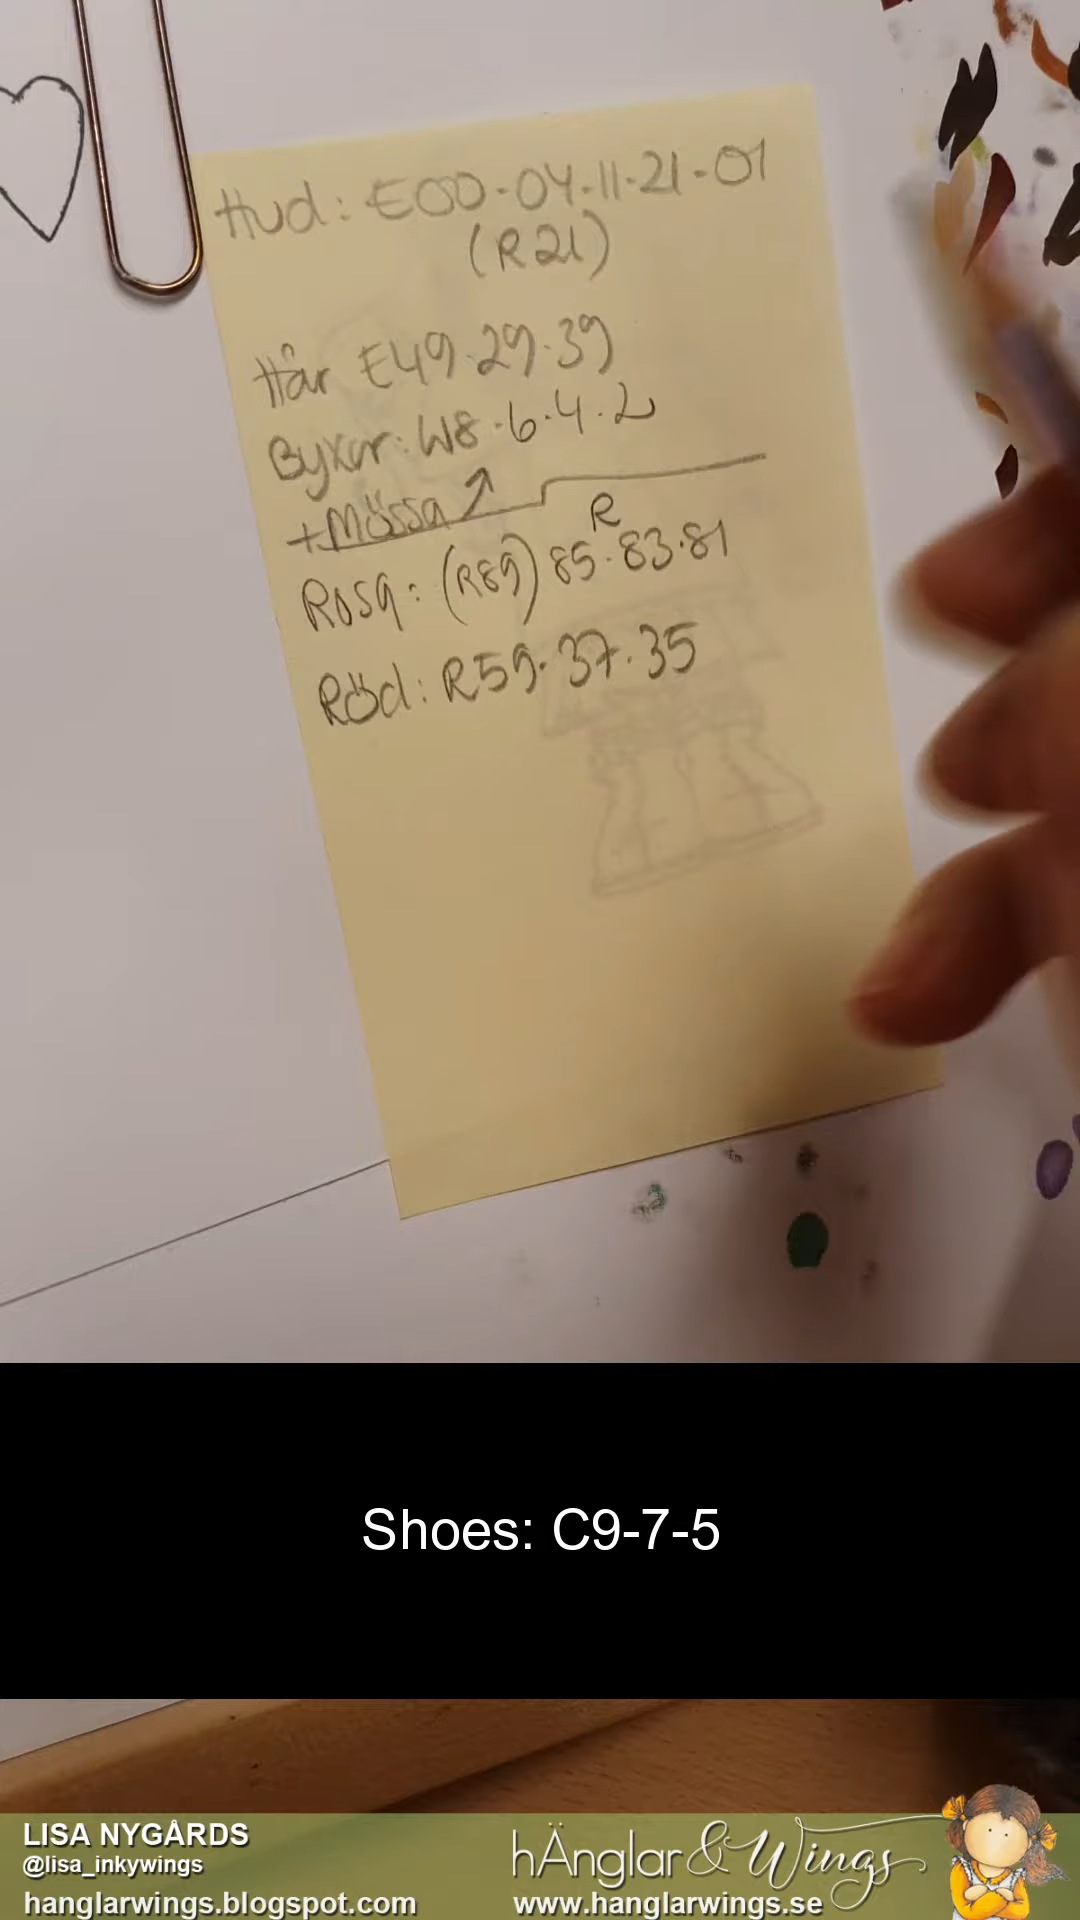 Hud: E00-04-11-21-01
(R21)
Hår E49.29.39
Byxor: W8.6.4.2
+Mössa ↗
R
Rosa: (R89) 85.83.81
Röd: R59.37.35
Shoes: C9-7-5
LISA NYGÅRDS
@lisa_inkywings
hanglarwings.blogspot.com
hÄnglar & Wings
www.hanglarwings.se